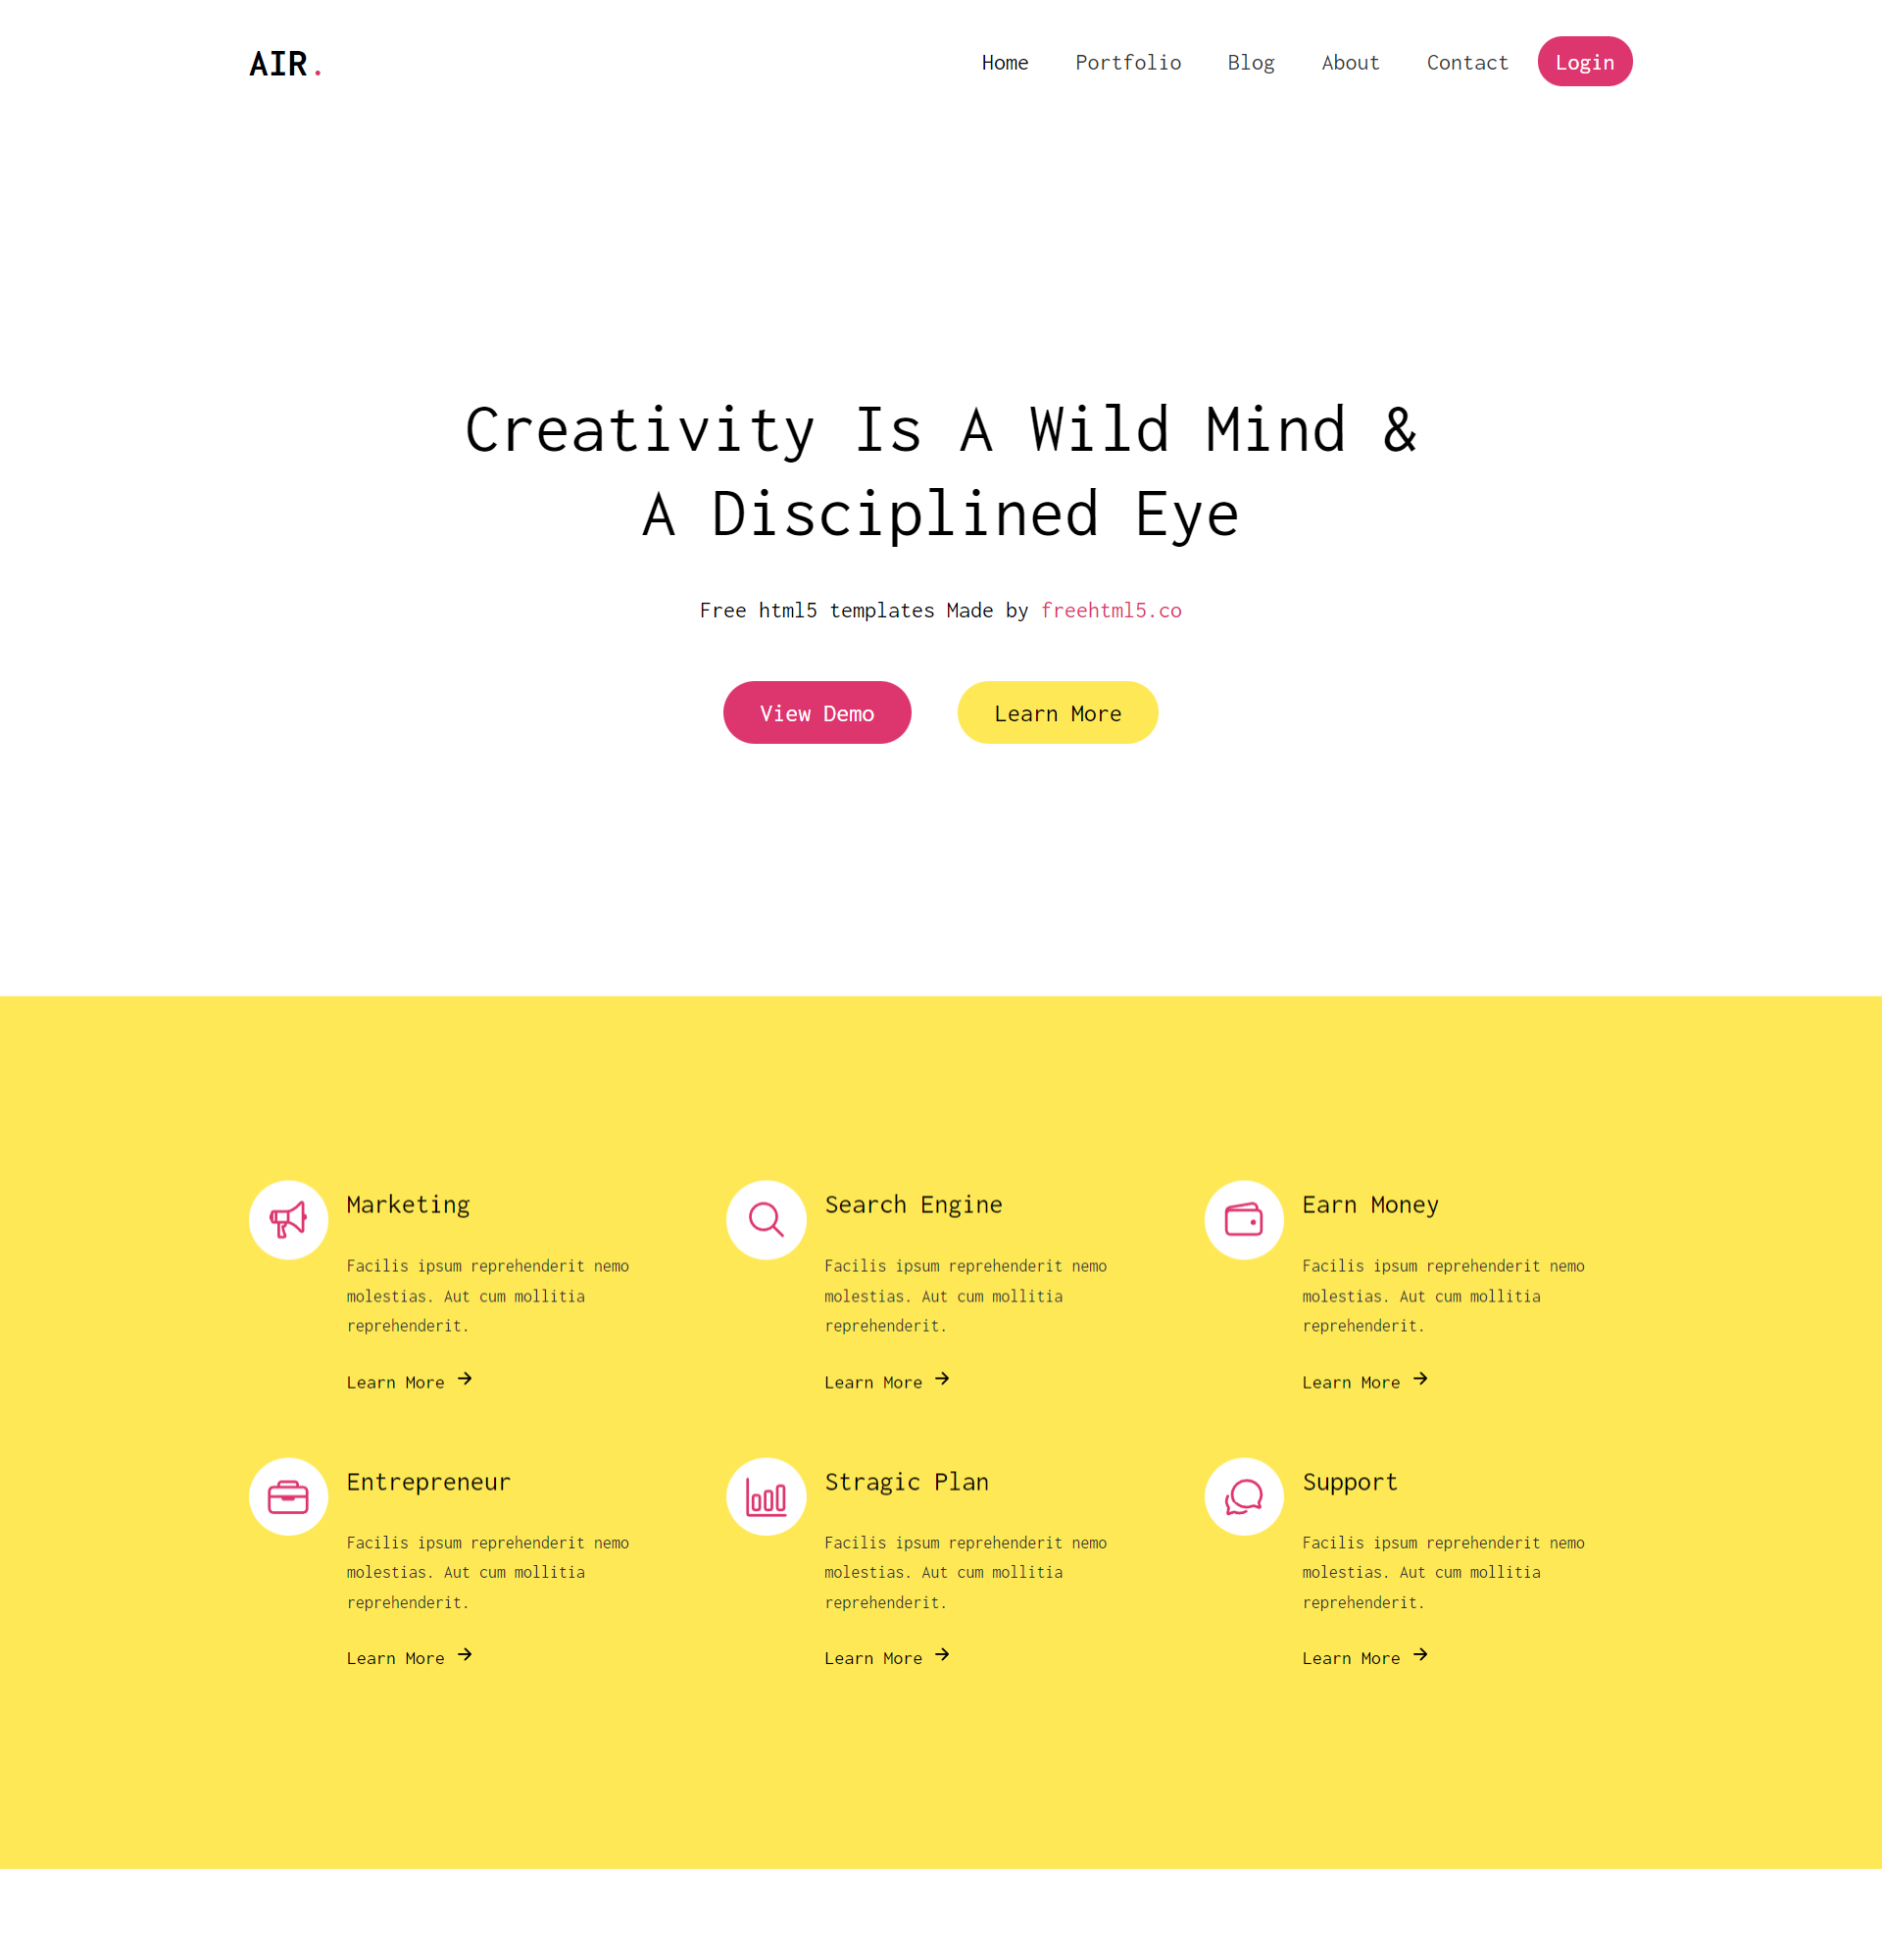 AIR.
Home Portfolio Blog About Contact Login
Creativity Is A Wild Mind &
A Disciplined Eye
Free html5 templates Made by freehtml5.co
View Demo Learn More
Marketing
Facilis ipsum reprehenderit nemo
molestias. Aut cum mollitia
reprehenderit.
Learn More
Search Engine
Facilis ipsum reprehenderit nemo
molestias. Aut cum mollitia
reprehenderit.
Learn More
Earn Money
Facilis ipsum reprehenderit nemo
molestias. Aut cum mollitia
reprehenderit.
Learn More
Entrepreneur
Facilis ipsum reprehenderit nemo
molestias. Aut cum mollitia
reprehenderit.
Learn More
Stragic Plan
Facilis ipsum reprehenderit nemo
molestias. Aut cum mollitia
reprehenderit.
Learn More
Support
Facilis ipsum reprehenderit nemo
molestias. Aut cum mollitia
reprehenderit.
Learn More